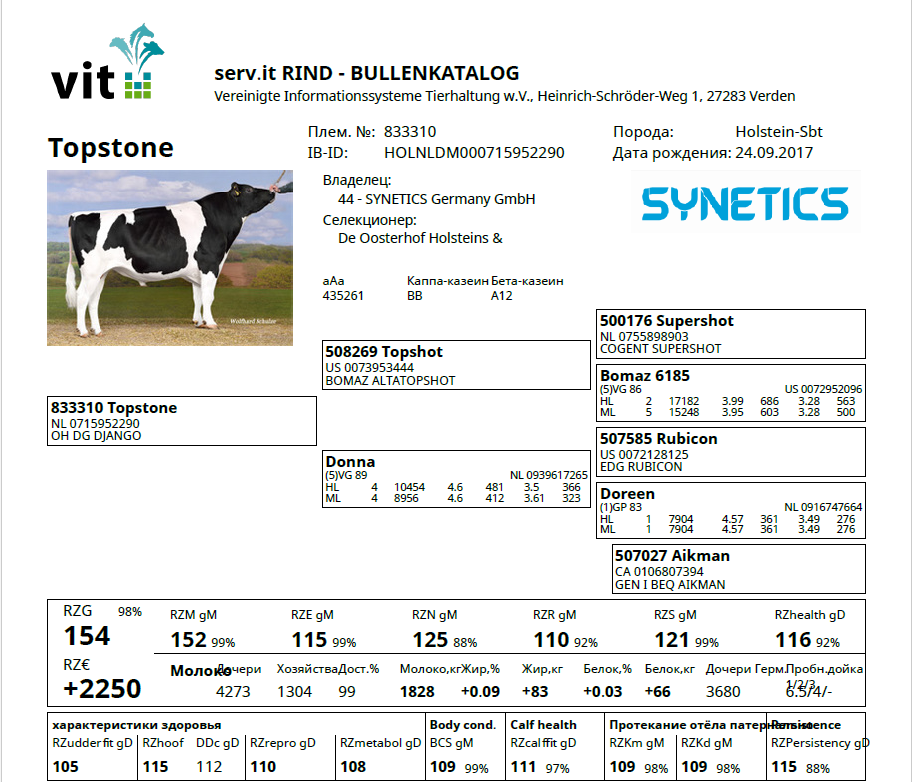 vit
serv.it RIND - BULLENKATALOG
Vereinigte Informationssysteme Tierhaltung w.V., Heinrich-Schröder-Weg 1, 27283 Verden
Topstone
Плем. №: 833310 Порода: Holstein-Sbt
IB-ID: HOLNLDM000715952290 Дата рождения: 24.09.2017
Владелец:
44 - SYNETICS Germany GmbH
SYNETICS
Селекционер:
De Oosterhof Holsteins &
aAa Каппа-казеин Бета-казеин
435261 BB A12
Wolfhard Schulze
500176 Supershot
NL 0755898903
COGENT SUPERSHOT
508269 Topshot
US 0073953444
BOMAZ ALTATOPSHOT
Bomaz 6185
(5)VG 86 US 0072952096
HL 2 17182 3.99 686 3.28 563
ML 5 15248 3.95 603 3.28 500
833310 Topstone
NL 0715952290
OH DG DJANGO
507585 Rubicon
US 0072128125
EDG RUBICON
Donna
(5)VG 89 NL 0939617265
HL 4 10454 4.6 481 3.5 366
ML 4 8956 4.6 412 3.61 323
Doreen
(1)GP 83 NL 0916747664
HL 1 7904 4.57 361 3.49 276
ML 1 7904 4.57 361 3.49 276
507027 Aikman
CA 0106807394
GEN I BEQ AIKMAN
RZG 98% RZM gM RZE gM RZN gM RZR gM RZS gM RZhealth gD
154 152 99% 115 99% 125 88% 110 92% 121 99% 116 92%
RZ€ Молоко Дочери Хозяйства Дост.% Молоко,кг Жир,% Жир,кг Белок,% Белок,кг Дочери Герм. Пробн.дойка 1/2/3
+2250 4273 1304 99 1828 +0.09 +83 +0.03 +66 3680 6.5/4/-
характеристики здоровья Body cond. Calf health Протекание отёла патернально Persistence
RZudderfit gD RZhoof DDc gD RZrepro gD RZmetabol gD BCS gM RZcalffit gD RZKm gM RZKd gM RZPersistency gD
105 115 112 110 108 109 99% 111 97% 109 98% 109 98% 115 88%